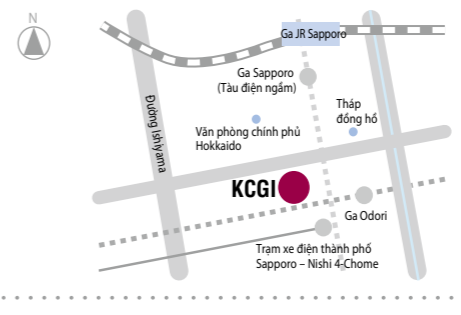 N
Ga JR Sapporo
Ga Sapporo
(Tàu điện ngầm)
Tháp
đồng hồ
Đường Ishiyama
Văn phòng chính phủ
Hokkaido
KCGI
Ga Odori
Trạm xe điện thành phố
Sapporo – Nishi 4-Chome